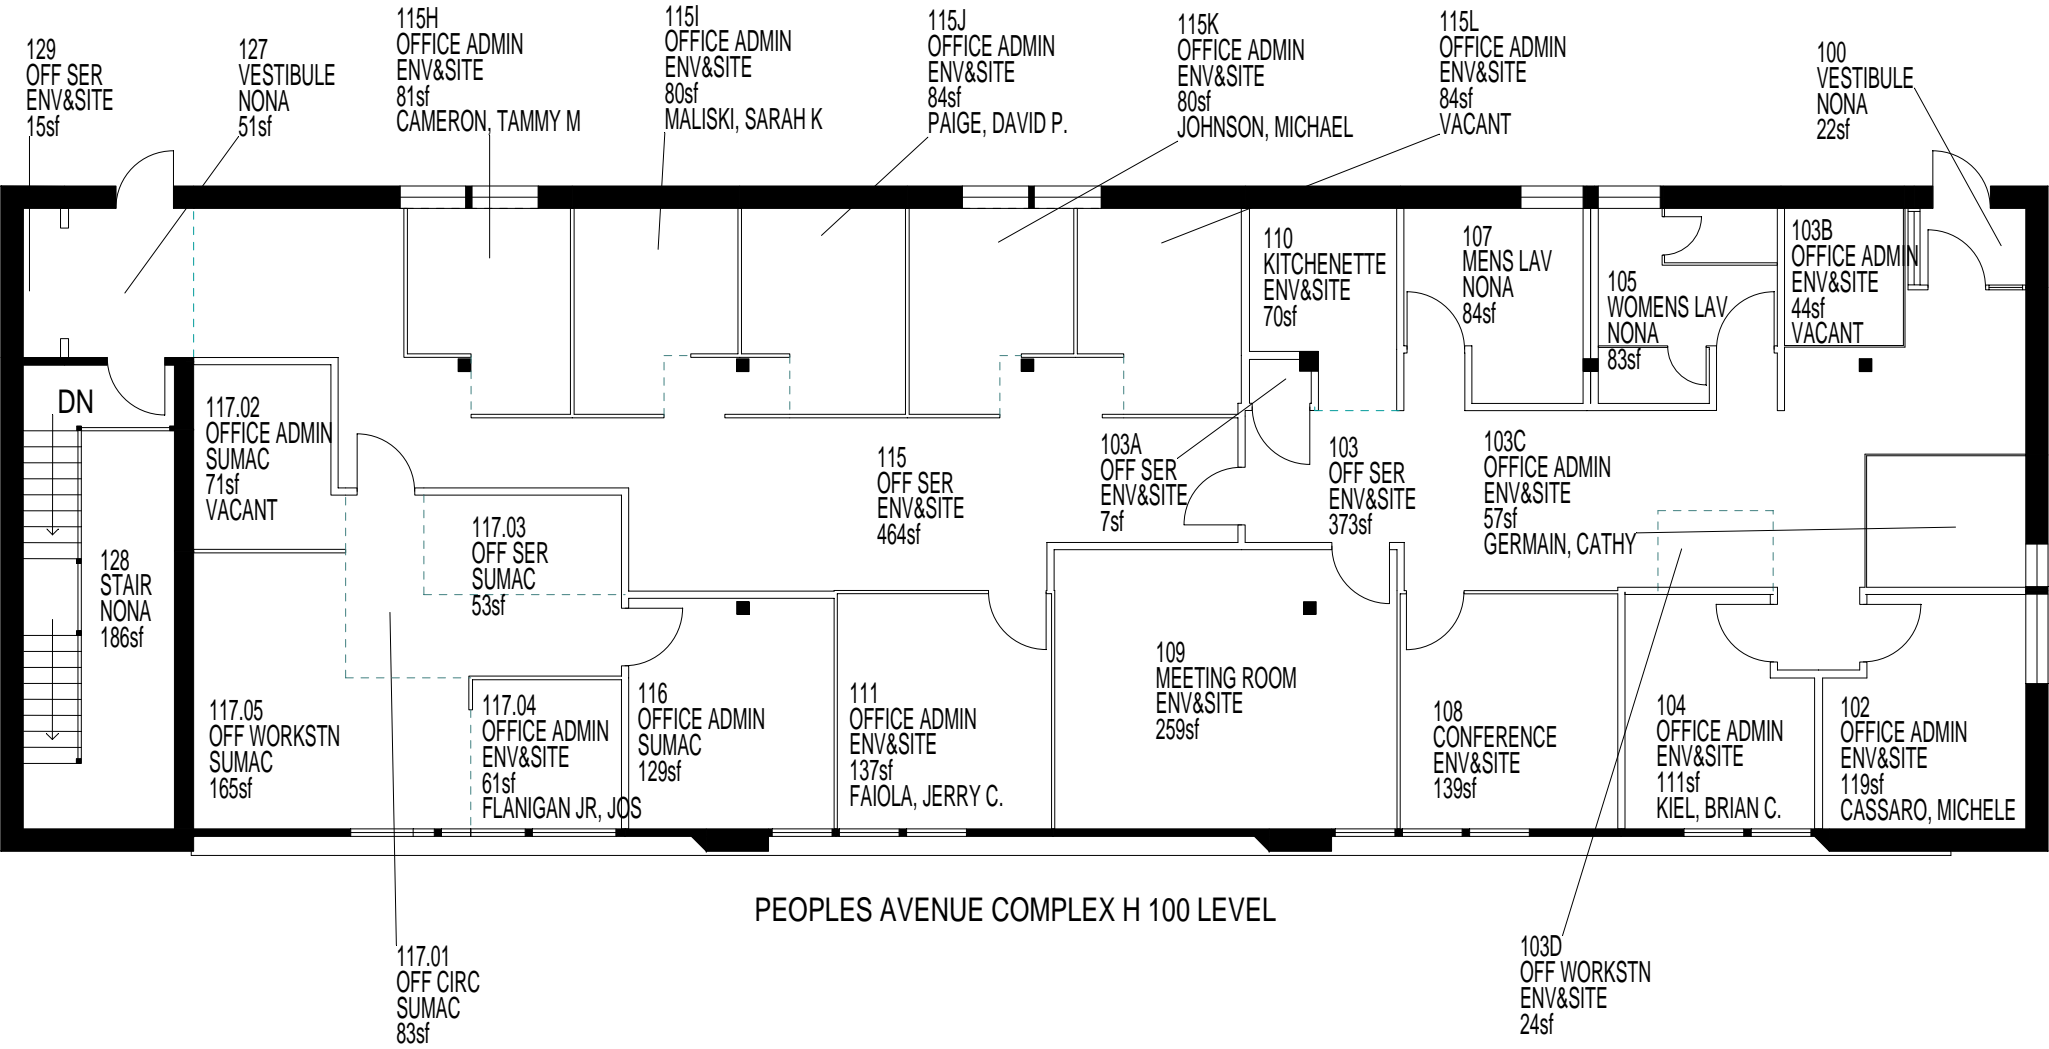 129
OFF SER
ENV&SITE
15sf
127
VESTIBULE
NONA
51sf
115H
OFFICE ADMIN
ENV&SITE
81sf
CAMERON, TAMMY M
115I
OFFICE ADMIN
ENV&SITE
80sf
MALISKI, SARAH K
115J
OFFICE ADMIN
ENV&SITE
84sf
PAIGE, DAVID P.
115K
OFFICE ADMIN
ENV&SITE
80sf
JOHNSON, MICHAEL
115L
OFFICE ADMIN
ENV&SITE
84sf
VACANT
100
VESTIBULE
NONA
22sf
110
KITCHENETTE
ENV&SITE
70sf
107
MENS LAV
NONA
84sf
105
WOMENS LAV
NONA
83sf
103B
OFFICE ADMIN
ENV&SITE
44sf
VACANT
DN
117.02
OFFICE ADMIN
SUMAC
71sf
VACANT
128
STAIR
NONA
186sf
117.03
OFF SER
SUMAC
53sf
115
OFF SER
ENV&SITE
464sf
103A
OFF SER
ENV&SITE
7sf
103
OFF SER
ENV&SITE
373sf
103C
OFFICE ADMIN
ENV&SITE
57sf
GERMAIN, CATHY
117.05
OFF WORKSTN
SUMAC
165sf
117.04
OFFICE ADMIN
ENV&SITE
61sf
FLANIGAN JR, JOS
116
OFFICE ADMIN
SUMAC
129sf
111
OFFICE ADMIN
ENV&SITE
137sf
FAIOLA, JERRY C.
109
MEETING ROOM
ENV&SITE
259sf
108
CONFERENCE
ENV&SITE
139sf
104
OFFICE ADMIN
ENV&SITE
111sf
KIEL, BRIAN C.
102
OFFICE ADMIN
ENV&SITE
119sf
CASSARO, MICHELE
PEOPLES AVENUE COMPLEX H 100 LEVEL
117.01
OFF CIRC
SUMAC
83sf
103D
OFF WORKSTN
ENV&SITE
24sf